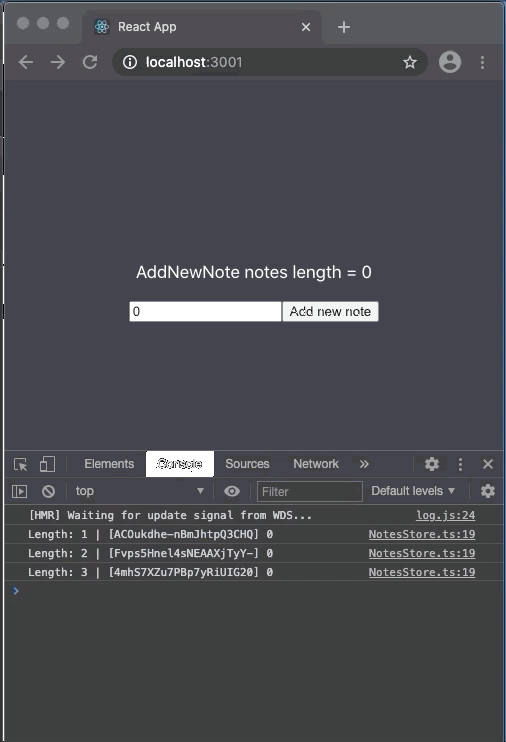 React App
localhost:3001
AddNewNote notes length = 0
0 Add new note
Elements Console Sources Network »
top Filter Default levels
[HMR] Waiting for update signal from WDS... log.js:24
Length: 1 | [ACOukdhe-nBmJhtpQ3CHQ] 0 NotesStore.ts:19
Length: 2 | [Fvps5Hnel4sNEAAXjTyY-] 0 NotesStore.ts:19
Length: 3 | [4mhS7XZu7PBp7yRiUIG20] 0 NotesStore.ts:19